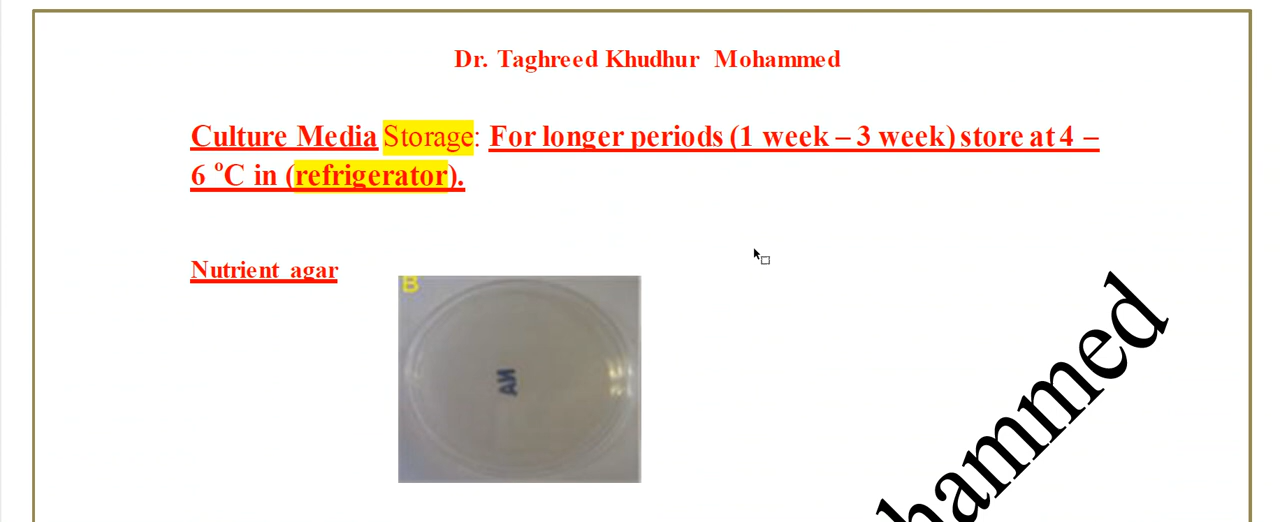 Dr. Taghreed Khudhur Mohammed
Culture Media Storage: For longer periods (1 week – 3 week) store at 4 –
6 ºC in (refrigerator).
Nutrient agar
B
NA
hammed